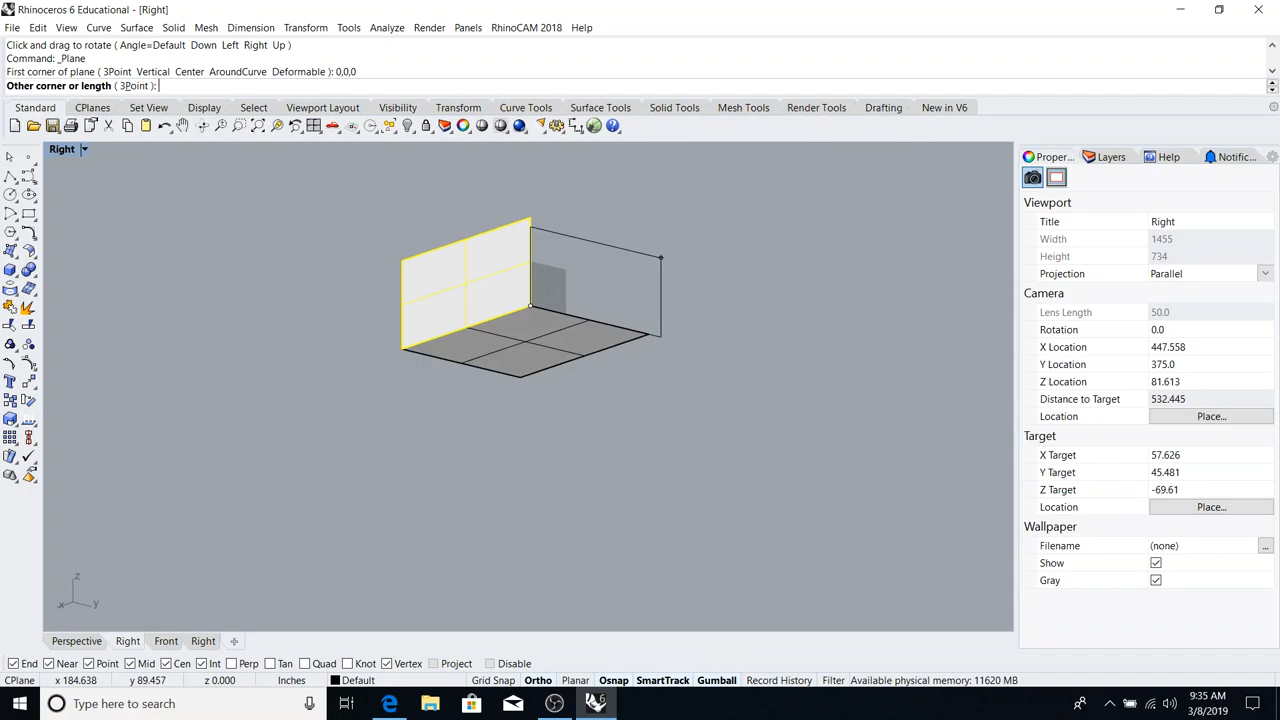 Rhinoceros 6 Educational - [Right]
File Edit View Curve Surface Solid Mesh Dimension Transform Tools Analyze Render Panels RhinoCAM 2018 Help
Click and drag to rotate ( Angle=Default Down Left Right Up )
Command: _Plane
First corner of plane ( 3Point Vertical Center AroundCurve Deformable ): 0,0,0
Other corner or length ( 3Point ):
Standard CPlanes Set View Display Select Viewport Layout Visibility Transform Curve Tools Surface Tools Solid Tools Mesh Tools Render Tools Drafting New in V6
Right
Proper... Layers Help Notific...
Viewport
Title Right
Width 1455
Height 734
Projection Parallel
Camera
Lens Length 50.0
Rotation 0.0
X Location 447.558
Y Location 375.0
Z Location 81.613
Distance to Target 532.445
Location Place...
Target
X Target 57.626
Y Target 45.481
Z Target -69.61
Location Place...
Wallpaper
Filename (none) ...
Show
Gray
z
x y
Perspective Right Front Right
End Near Point Mid Cen Int Perp Tan Quad Knot Vertex Project Disable
CPlane x 184.638 y 89.457 z 0.000 Inches Default Grid Snap Ortho Planar Osnap SmartTrack Gumball Record History Filter Available physical memory: 11620 MB
Type here to search
9:35 AM
3/8/2019